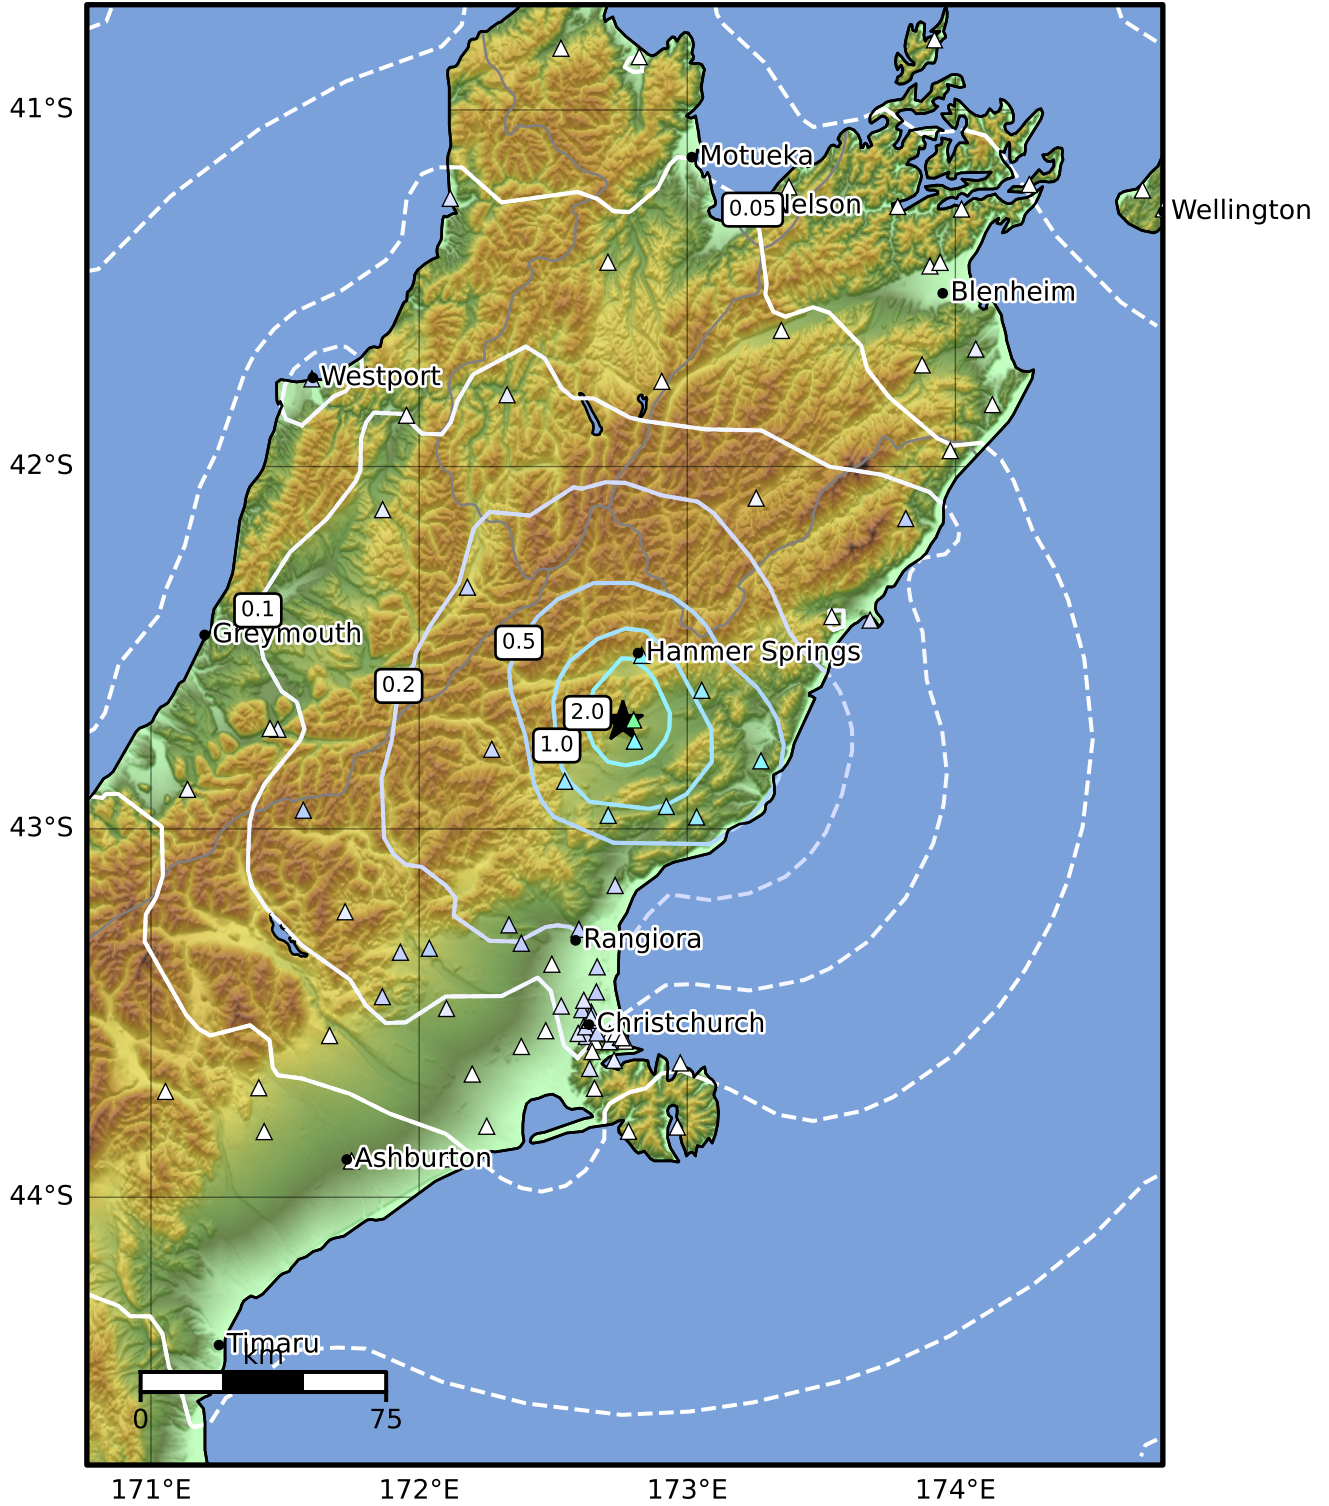 41°S
Motueka
0.05
Nelson
Wellington
Blenheim
Westport
42°S
0.1
Greymouth
0.5
Hanmer Springs
0.2
2.0
1.0
43°S
Rangiora
Christchurch
Ashburton
44°S
Timaru
km
0 75
171°E 172°E 173°E 174°E